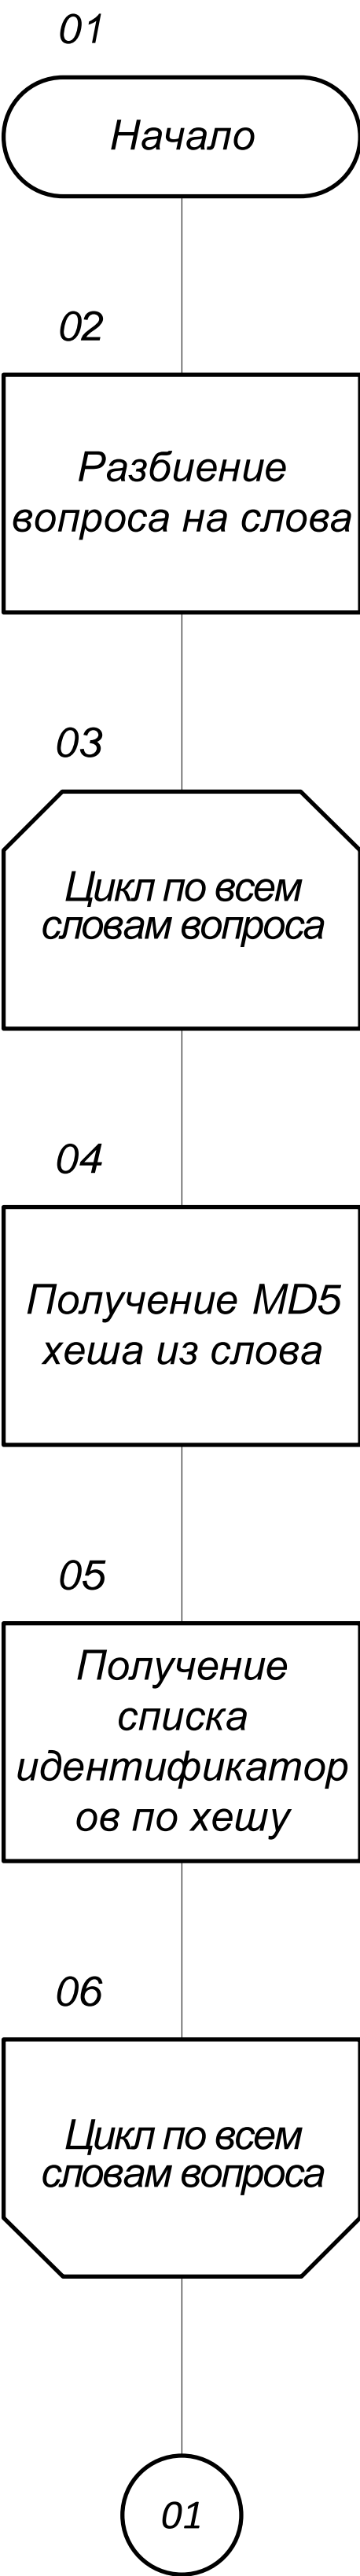 01
Начало
02
Разбиение
вопроса на слова
03
Цикл по всем
словам вопроса
04
Получение MD5
хеша из слова
05
Получение
списка
идентификатор
ов по хешу
06
Цикл по всем
словам вопроса
01